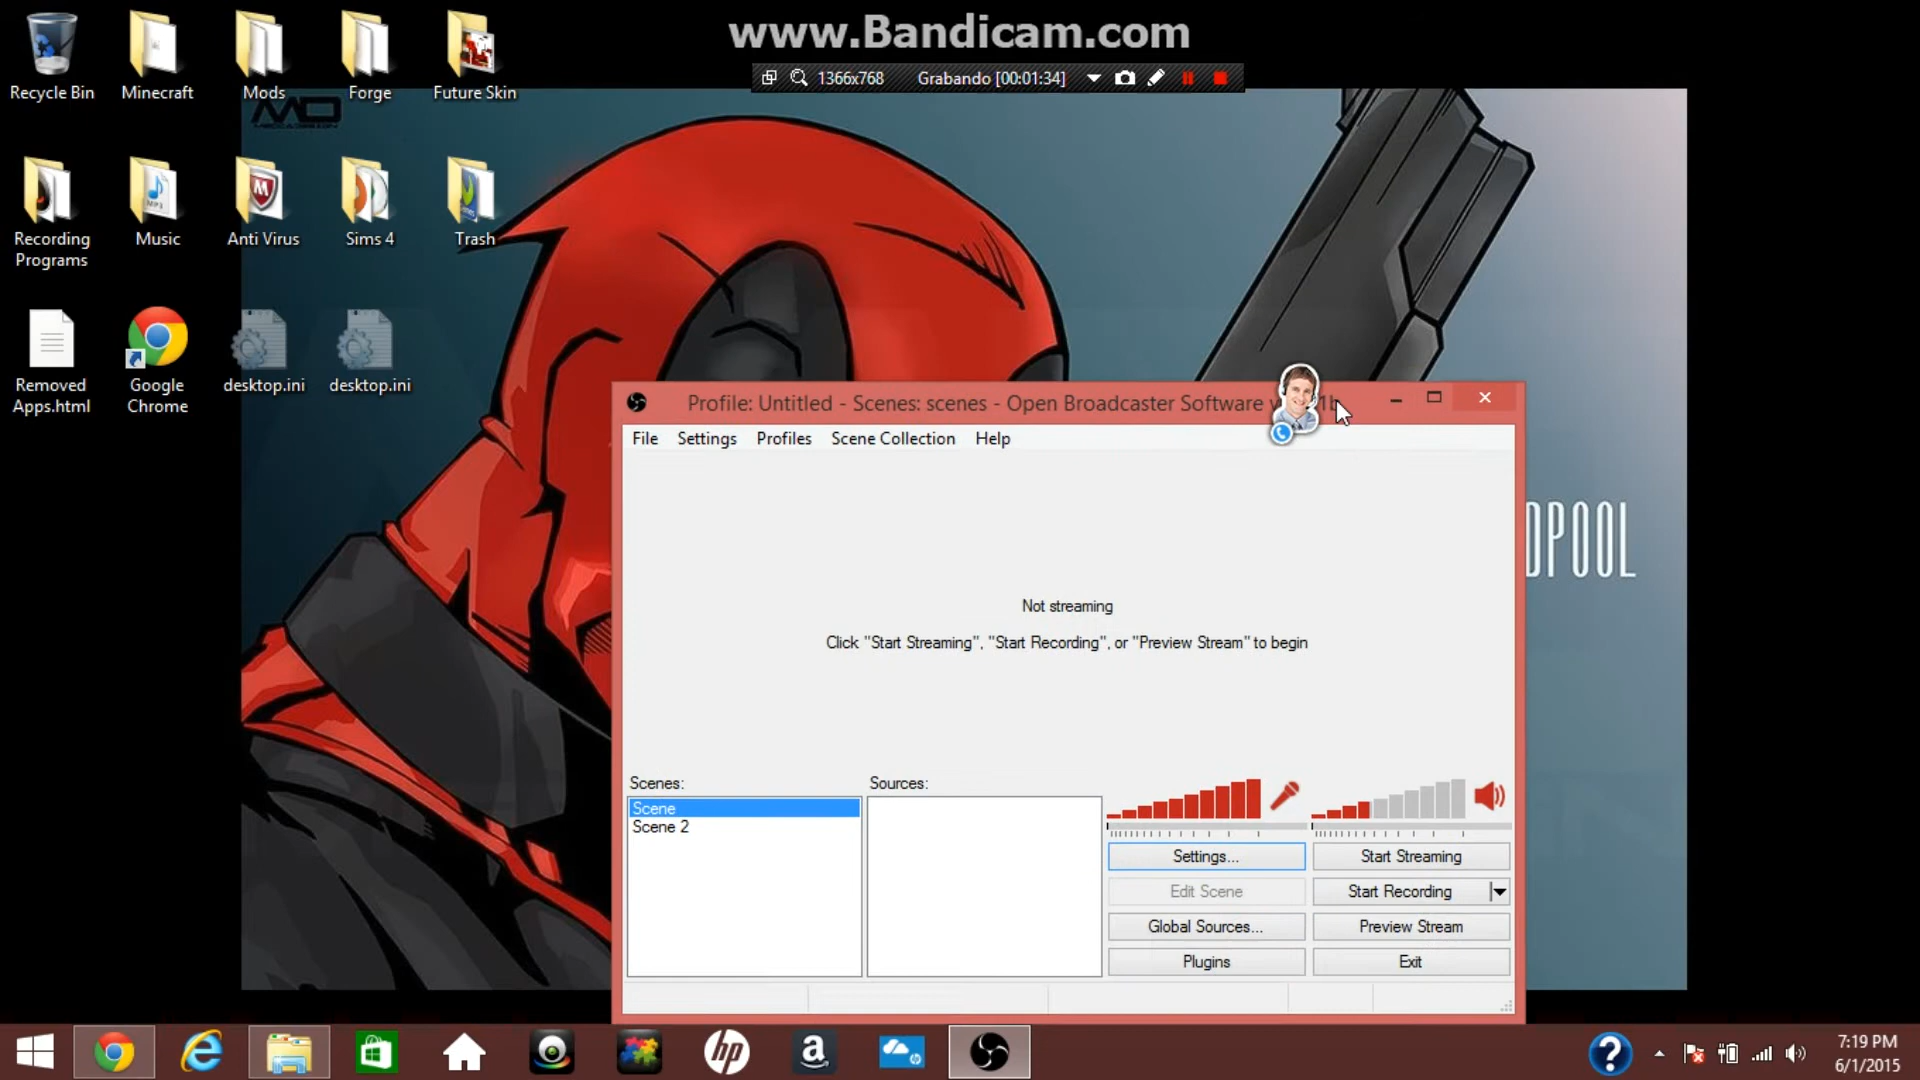 www.Bandicam.com
1366x768 Grabando [00:01:34]
Recycle Bin
Minecraft
Mods
Forge
Future Skin
MD
Recording
Programs
Music
Anti Virus
Sims 4
Trash
Removed
Apps.html
Google
Chrome
desktop.ini
desktop.ini
DPOOL
Profile: Untitled - Scenes: scenes - Open Broadcaster Software
File Settings Profiles Scene Collection Help
Not streaming
Click "Start Streaming", "Start Recording", or "Preview Stream" to begin
Scenes:
Sources:
Scene
Scene 2
Settings...
Start Streaming
Edit Scene
Start Recording
Global Sources...
Preview Stream
Plugins
Exit
hp
a
7:19 PM
6/1/2015